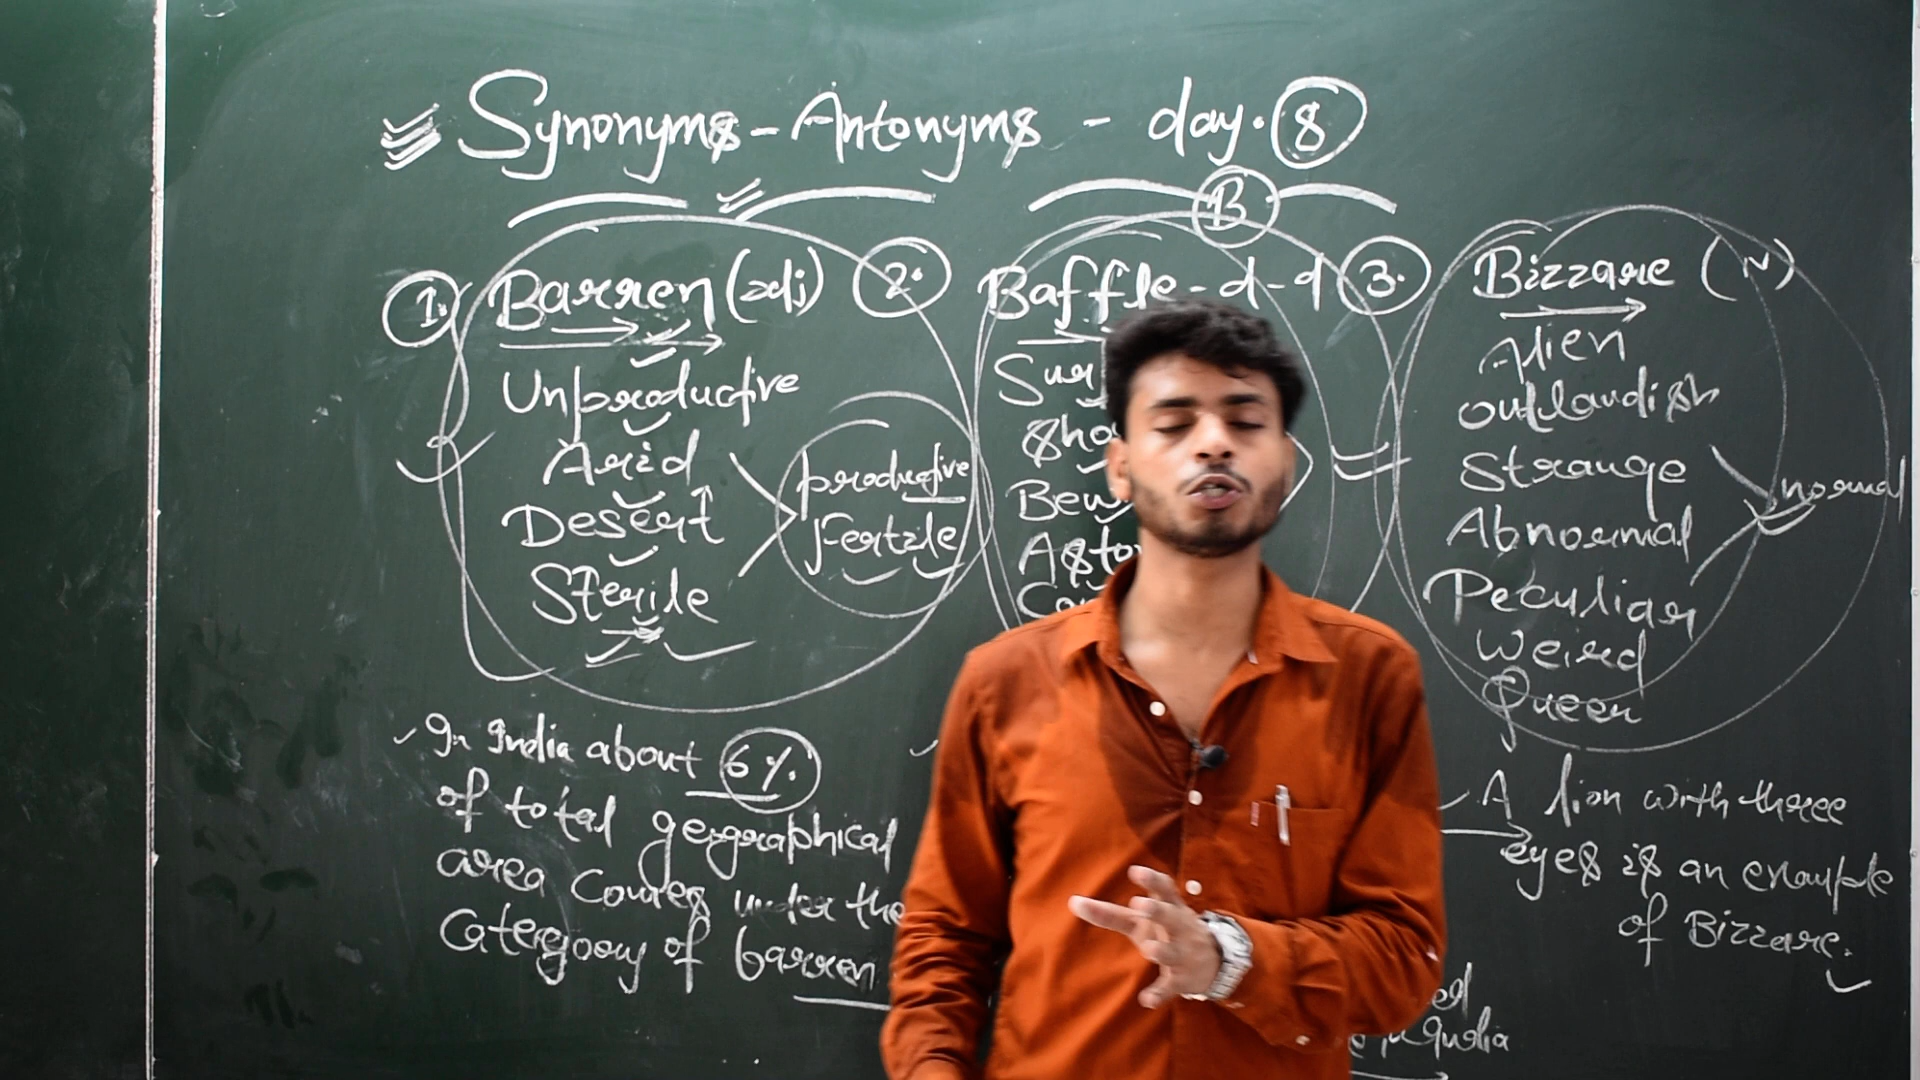 Synonyms - Antonyms - day. 8
B
1. Barren (adj)
Unproductive
Arid
Desert
Sterile
productive
Fertile
In India about 6%.
of total geographical
area comes under the
of barren
2. Baffle - d - d
3. Bizzare (N)
Alien
outlandish
Strange
Abnormal
Peculiar
Weird
Queer
normal
A lion with three
eyes is an example
of Bizzare.
India